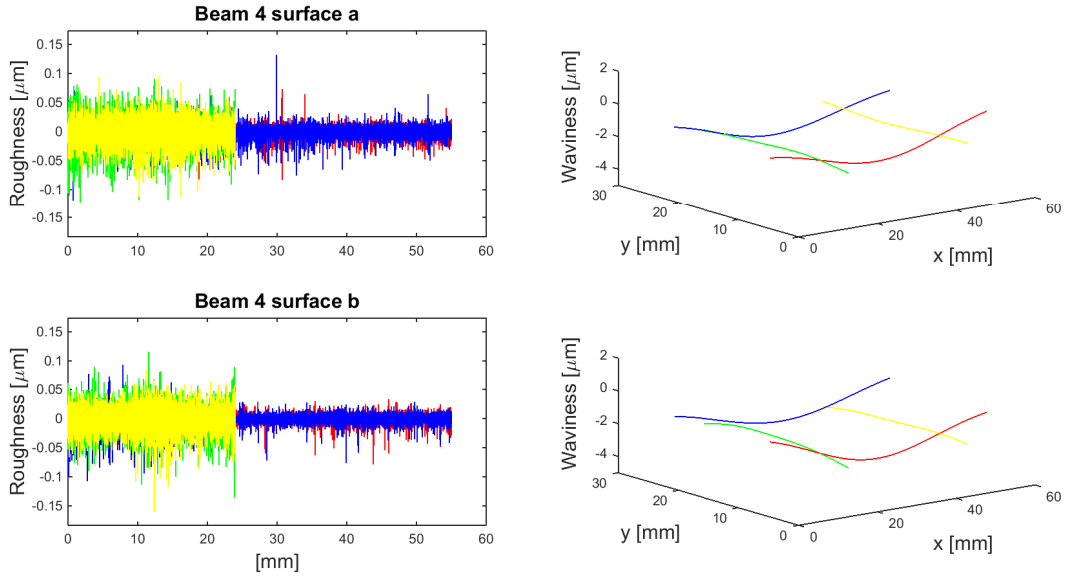 Beam 4 surface a
Roughness [μm]
0.15
0.1
0.05
0
-0.05
-0.1
-0.15
0 10 20 30 40 50 60
Waviness [μm]
2
0
-2
-4
30
20
10
0
y [mm]
0
20
40
60
x [mm]
Beam 4 surface b
Roughness [μm]
0.15
0.1
0.05
0
-0.05
-0.1
-0.15
0 10 20 30 40 50 60
[mm]
Waviness [μm]
2
0
-2
-4
30
20
10
0
y [mm]
0
20
40
60
x [mm]